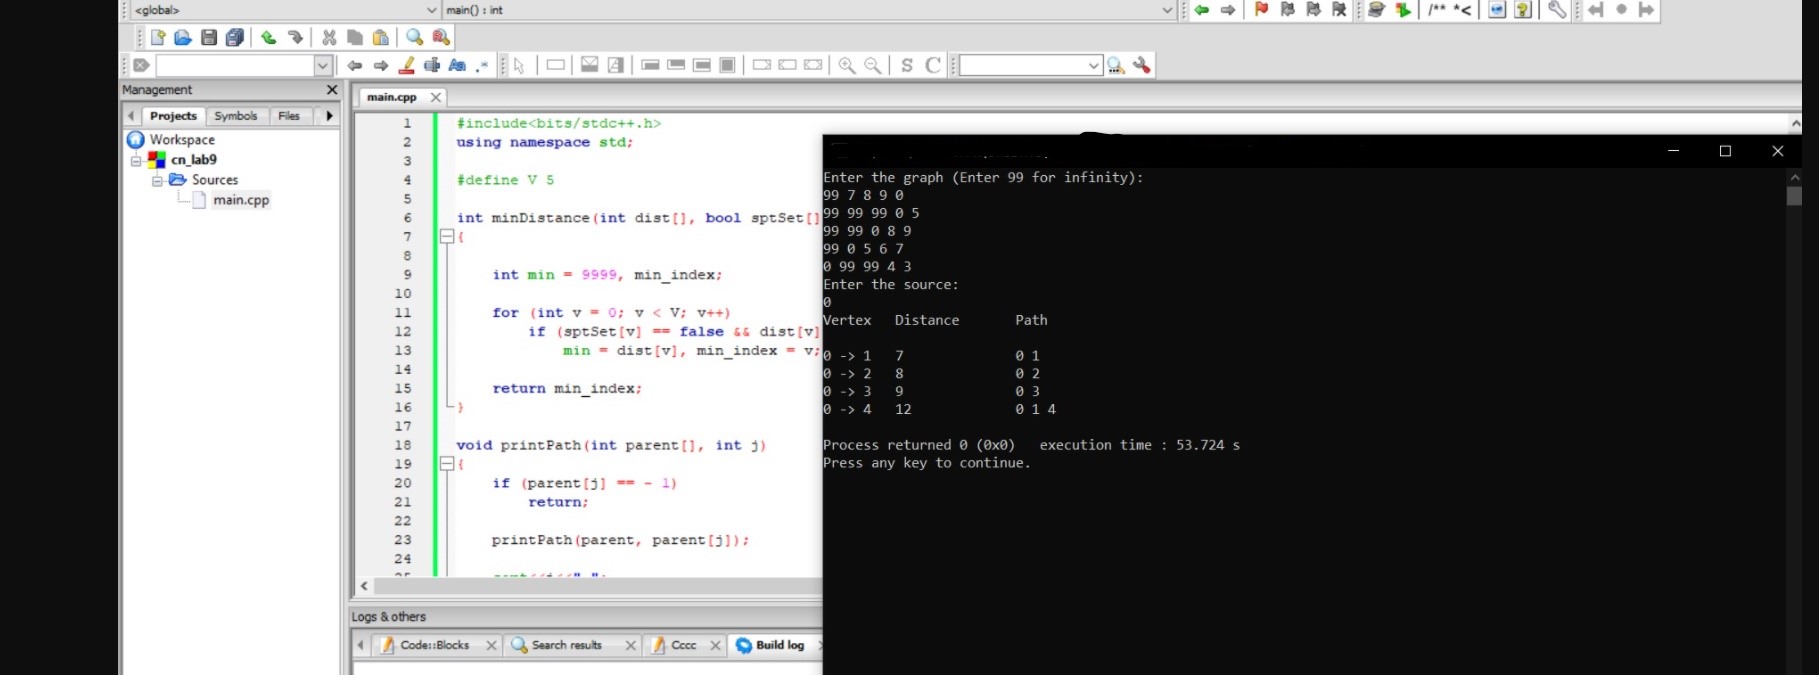 <global>
main() : int
/** *<
S C
Management
Projects Symbols Files
Workspace
cn_lab9
Sources
main.cpp
main.cpp
1 #include<bits/stdc++.h>
2 using namespace std;
3
4 #define V 5
5
6 int minDistance(int dist[], bool sptSet[]
7 {
8
9 int min = 9999, min_index;
10
11 for (int v = 0; v < V; v++)
12 if (sptSet[v] == false && dist[v]
13 min = dist[v], min_index = v;
14
15 return min_index;
16 }
17
18 void printPath(int parent[], int j)
19 {
20 if (parent[j] == - 1)
21 return;
22
23 printPath(parent, parent[j]);
24
Logs & others
Code::Blocks Search results Cccc Build log
Enter the graph (Enter 99 for infinity):
99 7 8 9 0
99 99 99 0 5
99 99 0 8 9
99 0 5 6 7
0 99 99 4 3
Enter the source:
0
Vertex Distance Path
0 -> 1 7 0 1
0 -> 2 8 0 2
0 -> 3 9 0 3
0 -> 4 12 0 1 4
Process returned 0 (0x0) execution time : 53.724 s
Press any key to continue.